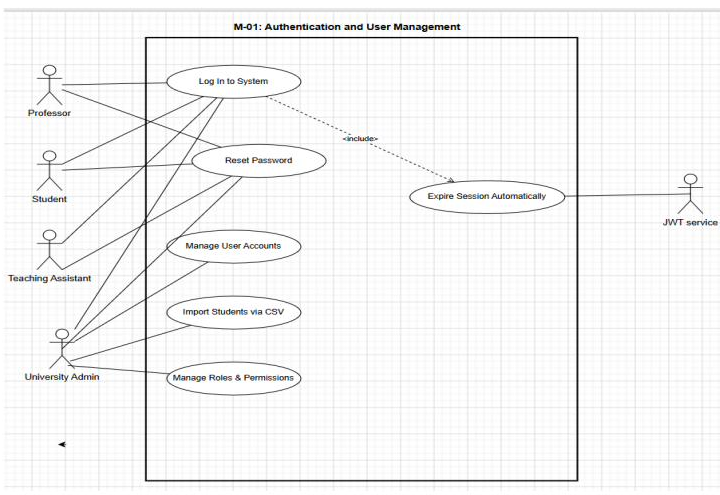 M-01: Authentication and User Management
Log In to System
Professor
<include>
Reset Password
Student
Expire Session Automatically
JWT service
Manage User Accounts
Teaching Assistant
Import Students via CSV
University Admin
Manage Roles & Permissions